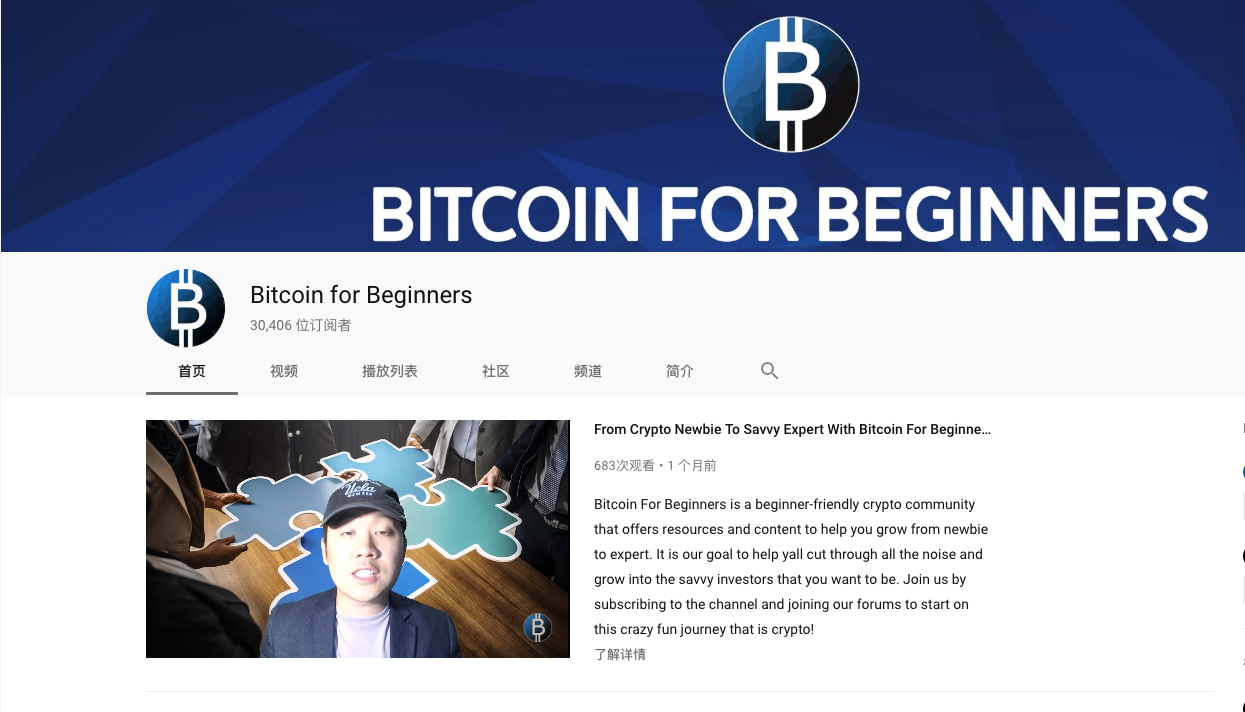 BITCOIN FOR BEGINNERS
Bitcoin for Beginners
30,406 位订阅者
首页 视频 播放列表 社区 频道 简介
From Crypto Newbie To Savvy Expert With Bitcoin For Beginne...
683次观看 • 1 个月前
Bitcoin For Beginners is a beginner-friendly crypto community
that offers resources and content to help you grow from newbie
to expert. It is our goal to help yall cut through all the noise and
grow into the savvy investors that you want to be. Join us by
subscribing to the channel and joining our forums to start on
this crazy fun journey that is crypto!
了解详情
Ucla